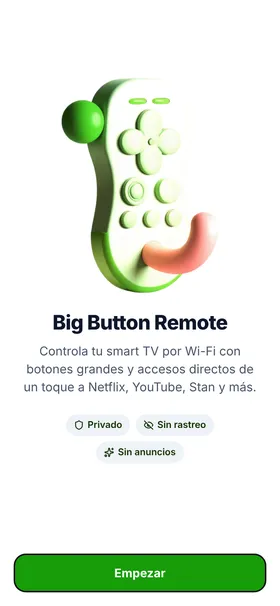 Big Button Remote
Controla tu smart TV por Wi-Fi con
botones grandes y accesos directos de
un toque a Netflix, YouTube, Stan y más.
Privado
Sin rastreo
Sin anuncios
Empezar